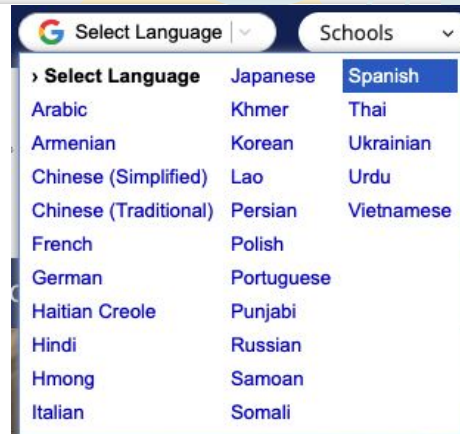 Select Language
Schools
› Select Language
Arabic
Armenian
Chinese (Simplified)
Chinese (Traditional)
French
German
Haitian Creole
Hindi
Hmong
Italian
Japanese
Khmer
Korean
Lao
Persian
Polish
Portuguese
Punjabi
Russian
Samoan
Somali
Spanish
Thai
Ukrainian
Urdu
Vietnamese